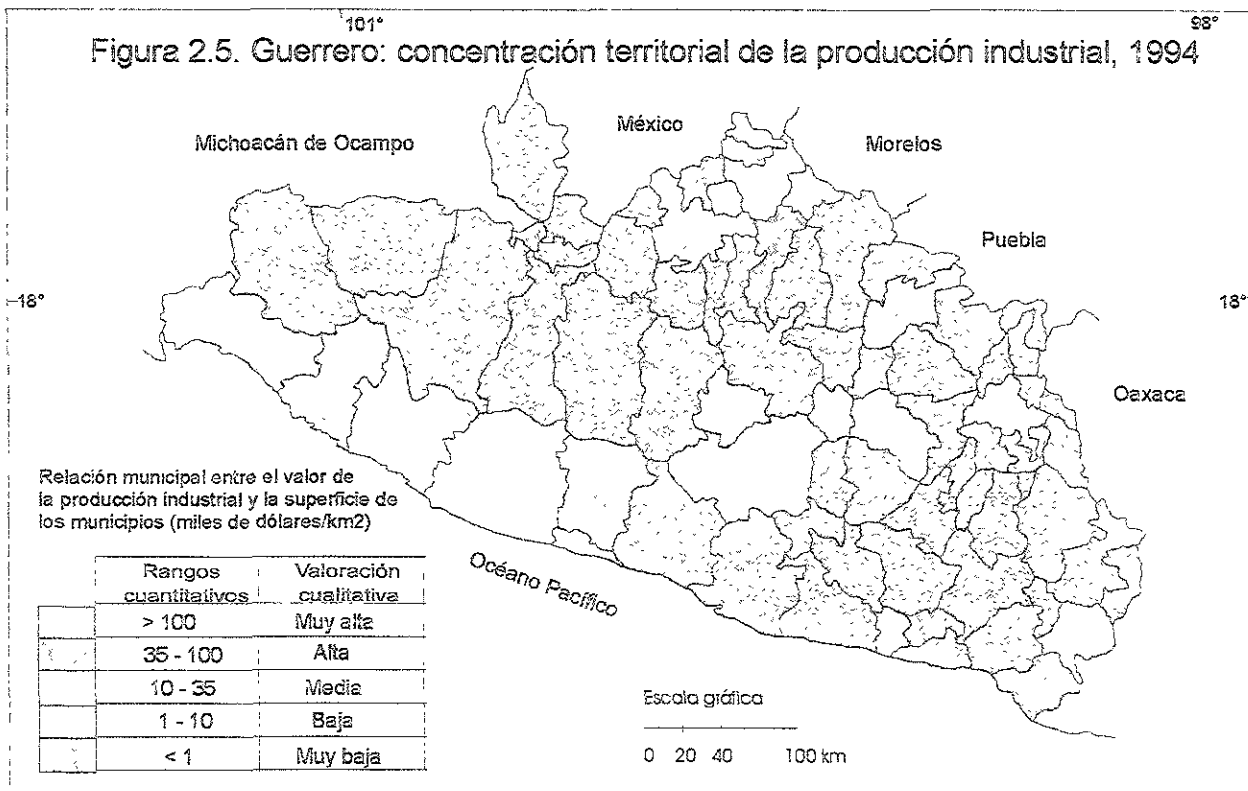 101°
98°
Figura 2.5. Guerrero: concentración territorial de la producción industrial, 1994
Michoacán de Ocampo
México
Morelos
Puebla
18°
18°
Oaxaca
Relación municipal entre el valor de
la producción industrial y la superficie de
los municipios (miles de dólares/km2)
Océano Pacífico
Rangos cuantitativos
Valoración cualitativa
> 100 Muy alta
35 - 100 Alta
10 - 35 Media
1 - 10 Baja
< 1 Muy baja
Escala gráfica
0 20 40 100 km